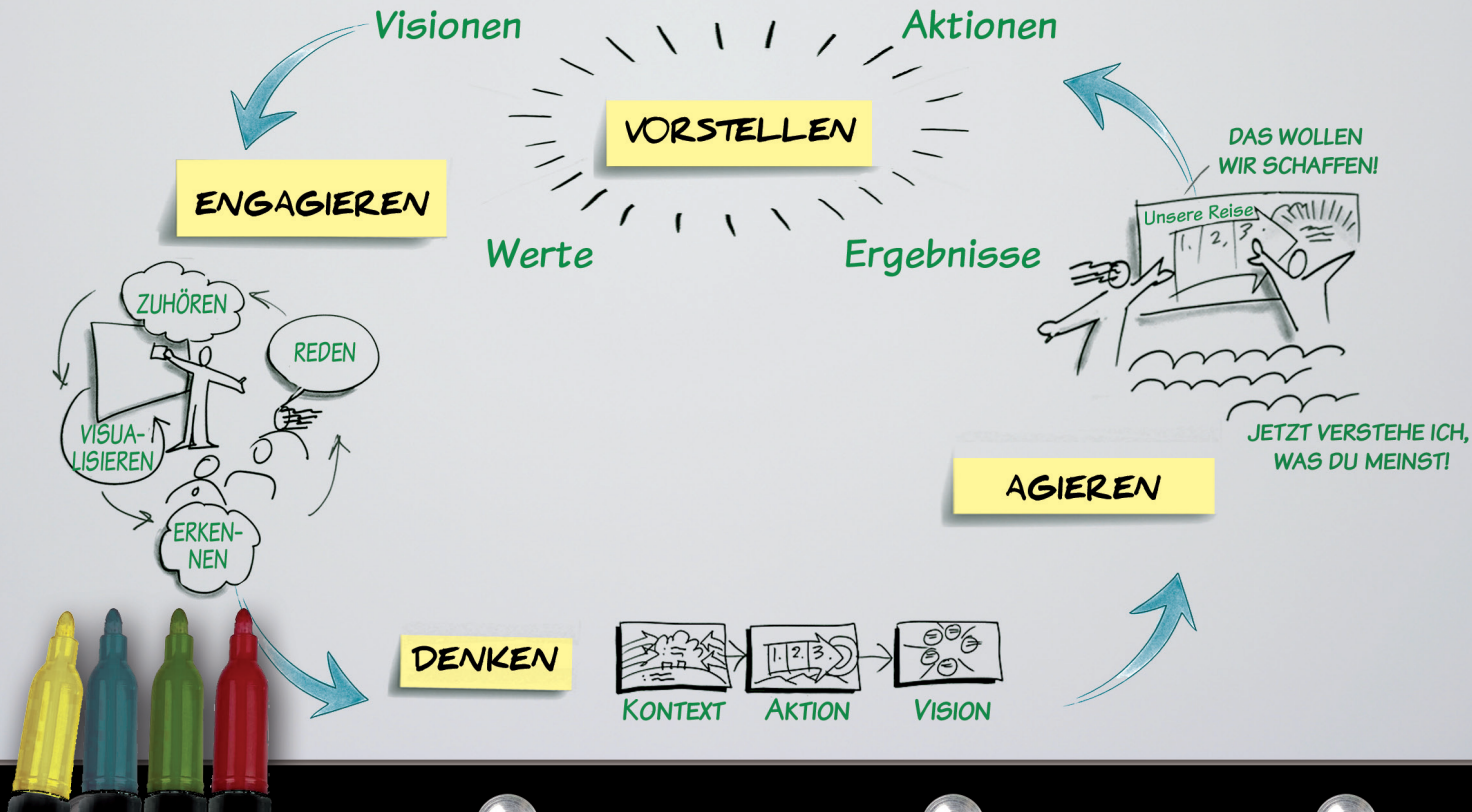 Visionen
Aktionen
VORSTELLEN
Werte
Ergebnisse
ENGAGIEREN
ZUHÖREN
REDEN
VISUA-
LISIEREN
ERKEN-
NEN
DENKEN
1. 2. 3.
KONTEXT
AKTION
VISION
AGIEREN
DAS WOLLEN
WIR SCHAFFEN!
Unsere Reise
1. 2, 3.
JETZT VERSTEHE ICH,
WAS DU MEINST!